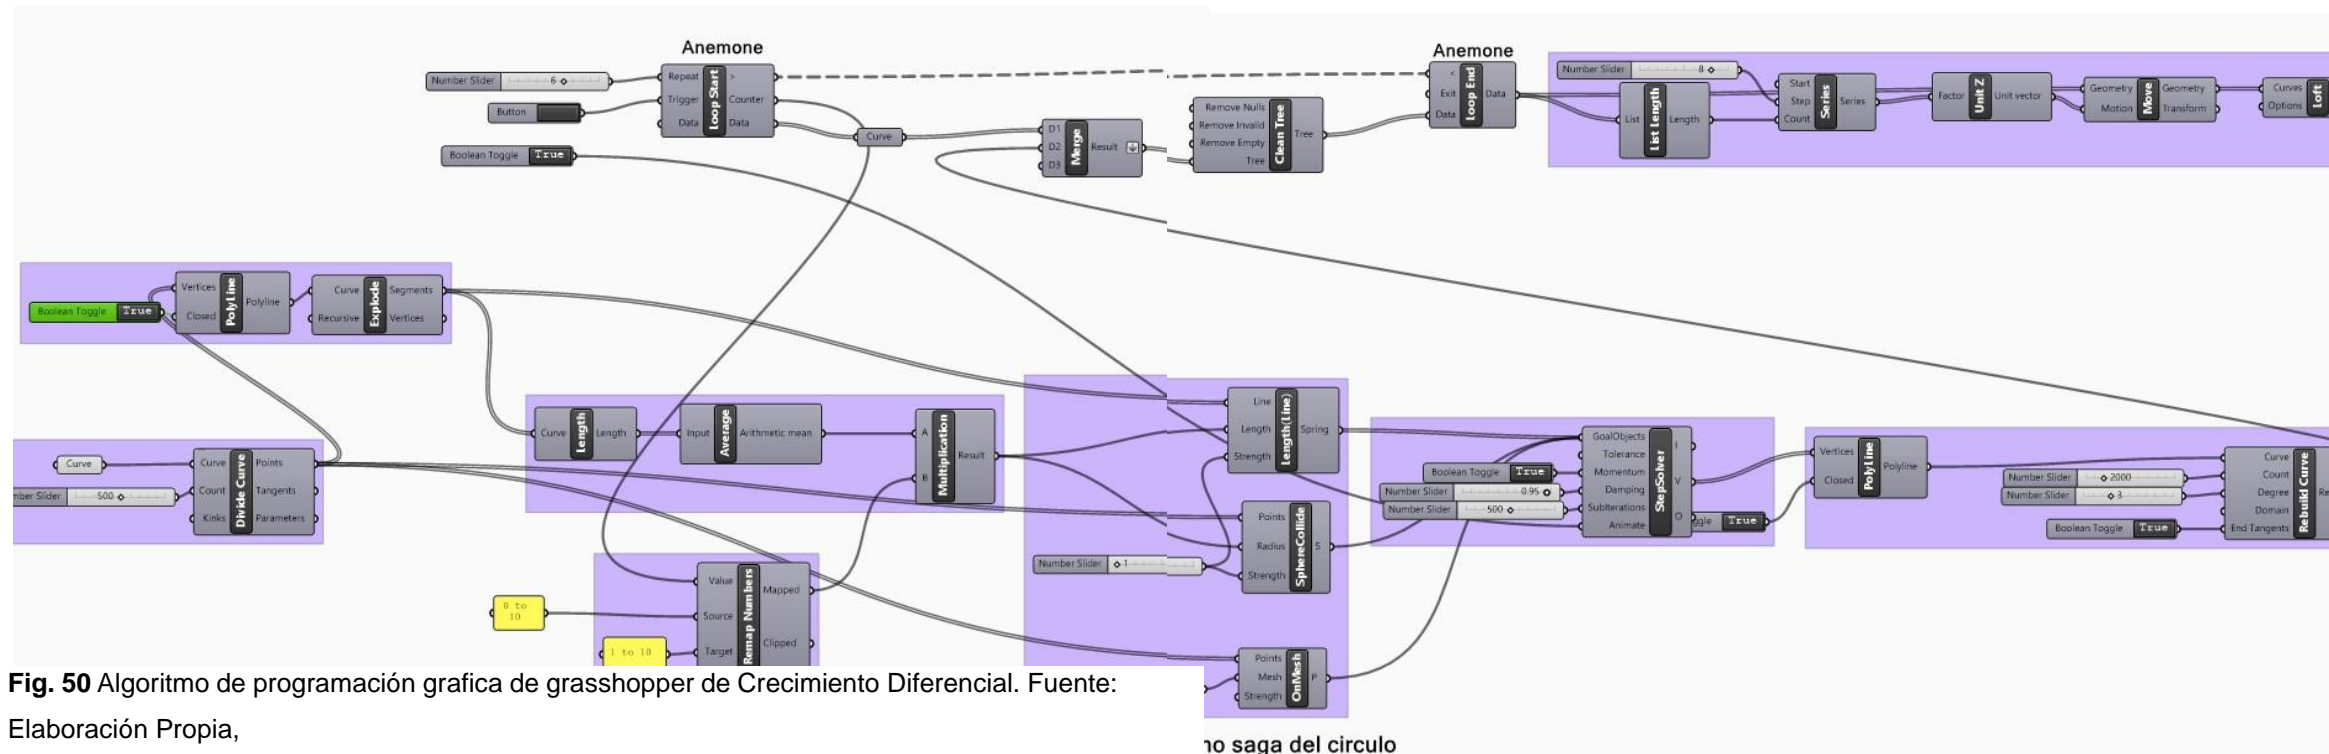 Anemone
Anemone
Number Slider 6
Repeat
>
Loop Start
Trigger
Counter
Data
Data
Button
Boolean Toggle True
Curve
D1
D2
D3
Merge
Result
Remove Nulls
Remove Invalid
Remove Empty
Tree
Clean Tree
Tree
<
Exit
Data
Loop End
Data
Number Slider 8
List
List Length
Length
Start
Step
Count
Series
Series
Factor
Unit Z
Unit vector
Geometry
Motion
Move
Geometry
Transform
Curves
Options
Loft
Boolean Toggle True
Vertices
Closed
PolyLine
Polyline
Curve
Recursive
Explode
Segments
Vertices
Curve
Length
Length
Input
Average
Arithmetic mean
A
B
Multiplication
Result
Curve
Number Slider 500
Curve
Count
Kinks
Divide Curve
Points
Tangents
Parameters
0 to
10
1 to 10
Value
Source
Target
Remap Numbers
Mapped
Clipped
Number Slider 1
Line
Length
Strength
Length(Line)
Spring
Points
Radius
Strength
SphereCollide
S
Points
Mesh
Strength
OnMesh
P
Boolean Toggle True
Number Slider 0.95
Number Slider 500
GoalObjects
Tolerance
Momentum
Damping
SubIterations
Animate
StepSolver
I
V
O
ggle True
Vertices
Closed
PolyLine
Polyline
Number Slider 2000
Number Slider 3
Boolean Toggle True
Curve
Count
Degree
Domain
End Tangents
Rebuild Curve
Re
Fig. 50 Algoritmo de programación grafica de grasshopper de Crecimiento Diferencial. Fuente:
Elaboración Propia,
no saga del circulo